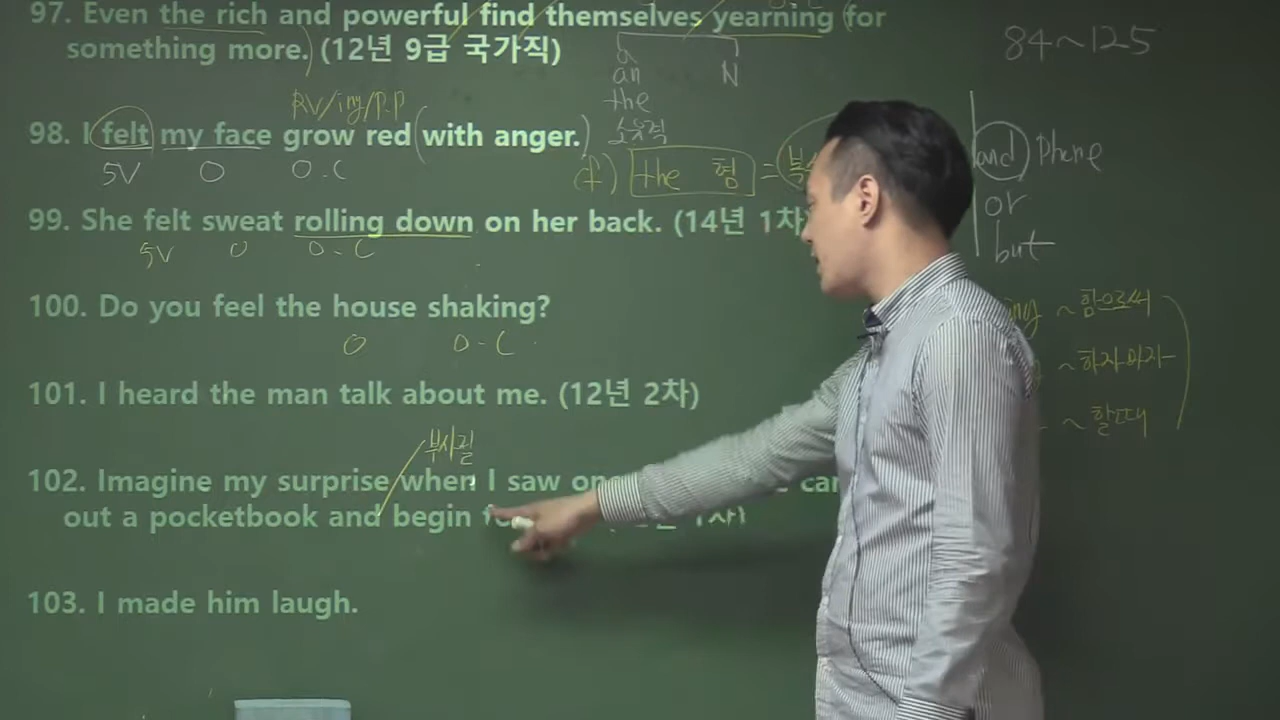 97. Even the rich and powerful find themselves yearning (for
something more.) (12년 9급 국가직)
84~125
an
N
the
소유격
RV/ing/P.P
98. I felt my face grow red (with anger.)
5V O O.C
the 형 =
and) Phone
or
but
99. She felt sweat rolling down on her back. (14년 1차)
5V O O.C
100. Do you feel the house shaking?
O O-C
ing ~함으로써
~하자마자
~할때
101. I heard the man talk about me. (12년 2차)
부사절
102. Imagine my surprise when I saw
out a pocketbook and begin
103. I made him laugh.